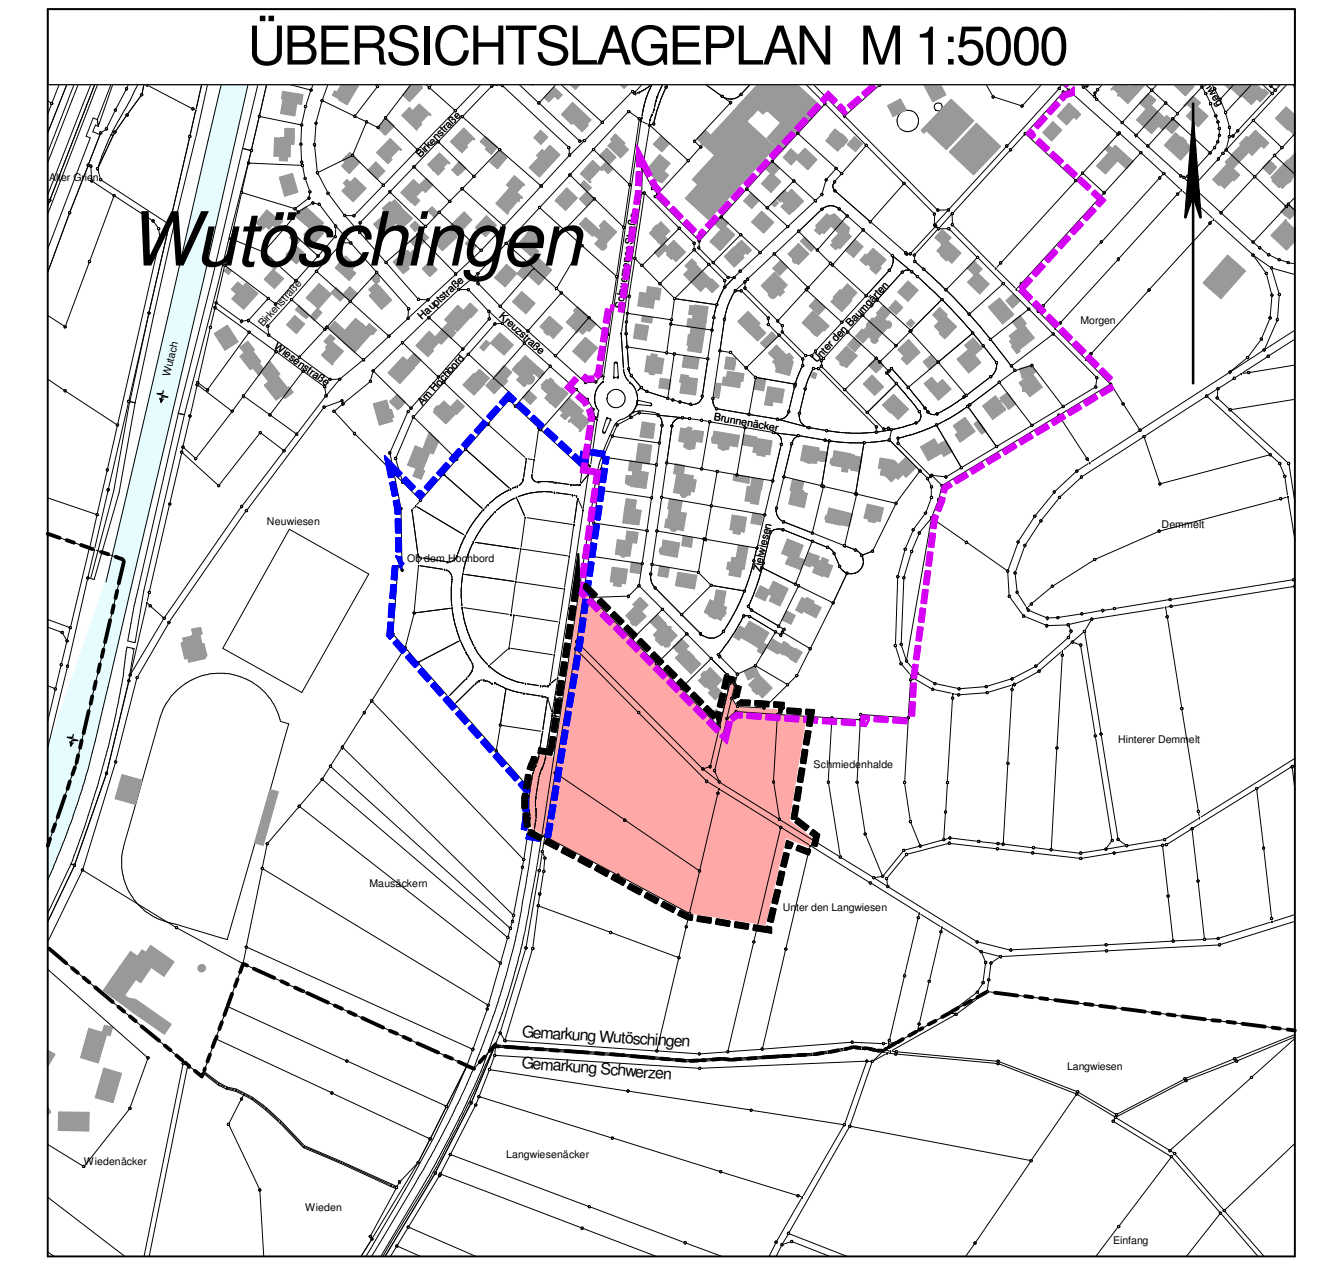 ÜBERSICHTSLAGEPLAN M 1:5000
Birkenstraße
Alter Grien
Wutöschingen
Birkenstraße
Hauptstraße
Kreuzstraße
Wiesenstraße
Am Hochbord
Wutach
Unter den Baumgärten
Morgen
Brunnenäcker
Neuwiesen
Ob dem Hochbord
Zielwiesen
Demmelt
Hinterer Demmelt
Schmiedenhalde
Mausäckern
Unter den Langwiesen
Gemarkung Wutöschingen
Gemarkung Schwerzen
Langwiesen
Langwiesenäcker
Wiedenäcker
Wieden
Einfang